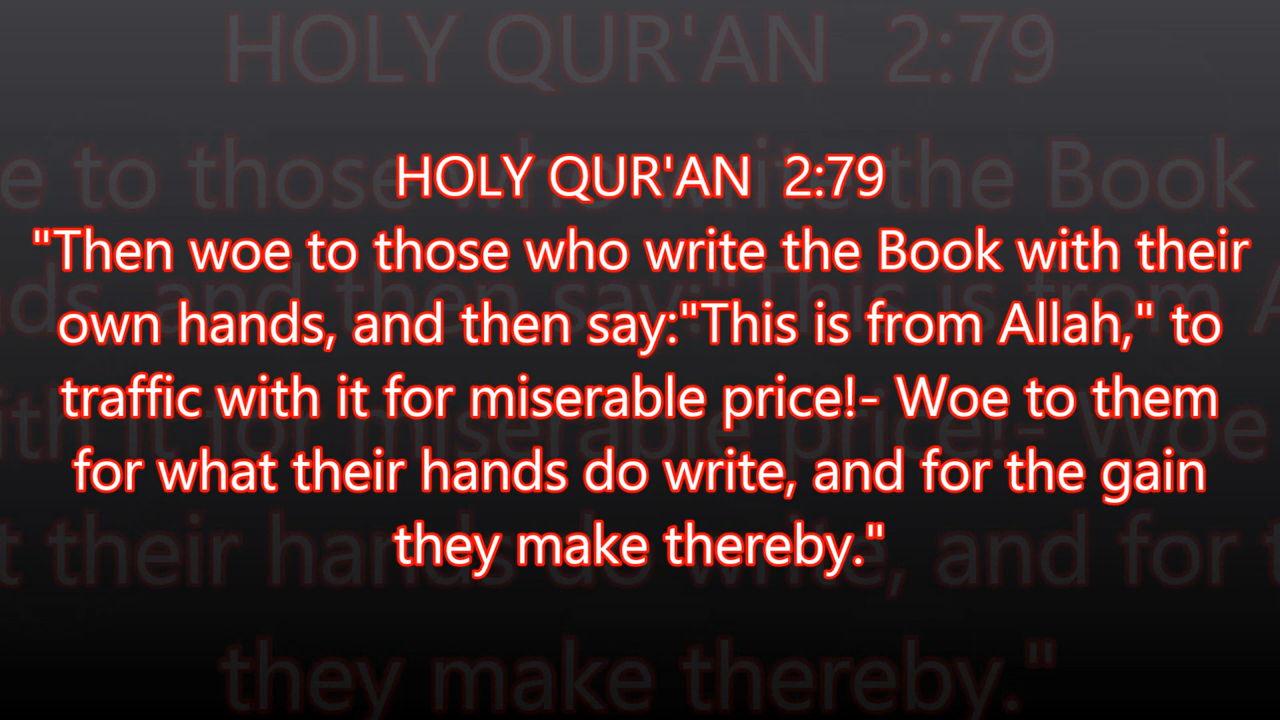 HOLY QUR'AN  2:79
"Then woe to those who write the Book with their
own hands, and then say:"This is from Allah," to
traffic with it for miserable price!- Woe to them
for what their hands do write, and for the gain
they make thereby."